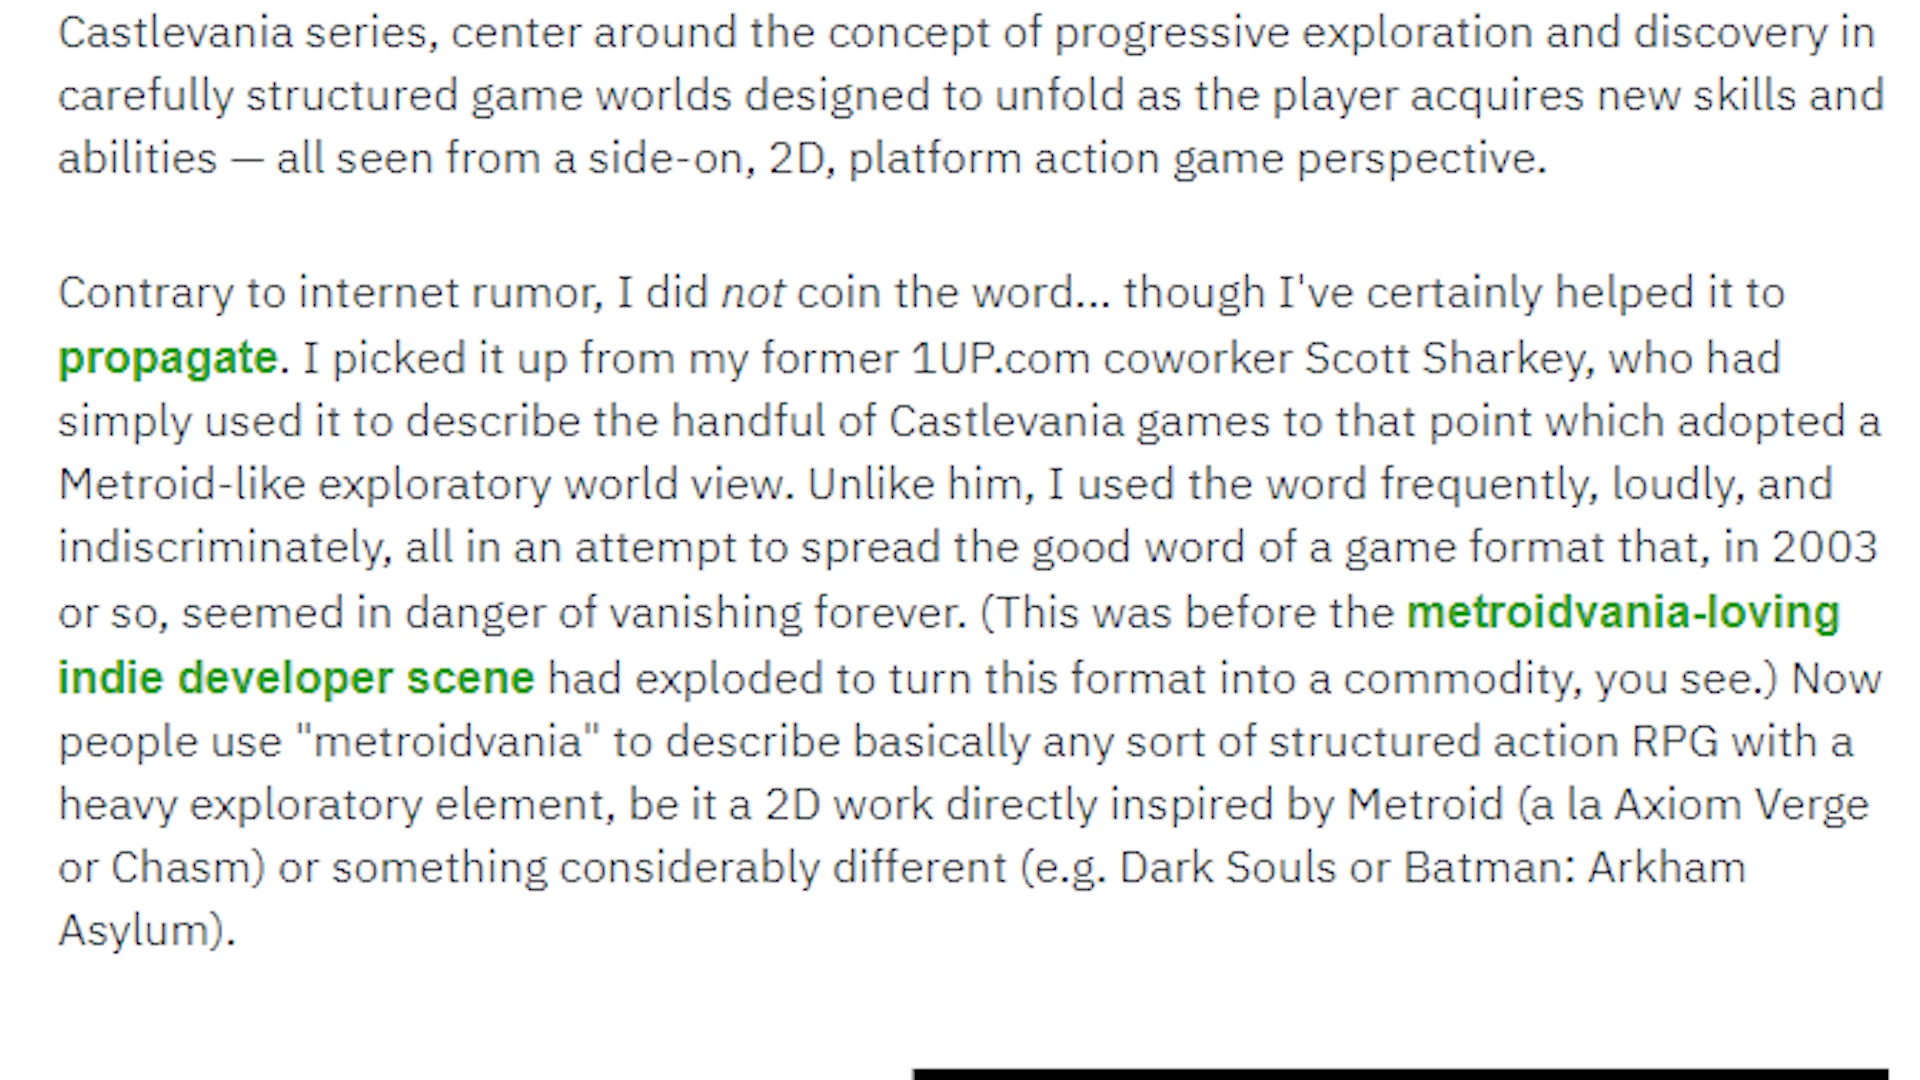 Castlevania series, center around the concept of progressive exploration and discovery in
carefully structured game worlds designed to unfold as the player acquires new skills and
abilities — all seen from a side-on, 2D, platform action game perspective.
Contrary to internet rumor, I did not coin the word... though I've certainly helped it to
propagate. I picked it up from my former 1UP.com coworker Scott Sharkey, who had
simply used it to describe the handful of Castlevania games to that point which adopted a
Metroid-like exploratory world view. Unlike him, I used the word frequently, loudly, and
indiscriminately, all in an attempt to spread the good word of a game format that, in 2003
or so, seemed in danger of vanishing forever. (This was before the metroidvania-loving
indie developer scene had exploded to turn this format into a commodity, you see.) Now
people use "metroidvania" to describe basically any sort of structured action RPG with a
heavy exploratory element, be it a 2D work directly inspired by Metroid (a la Axiom Verge
or Chasm) or something considerably different (e.g. Dark Souls or Batman: Arkham
Asylum).